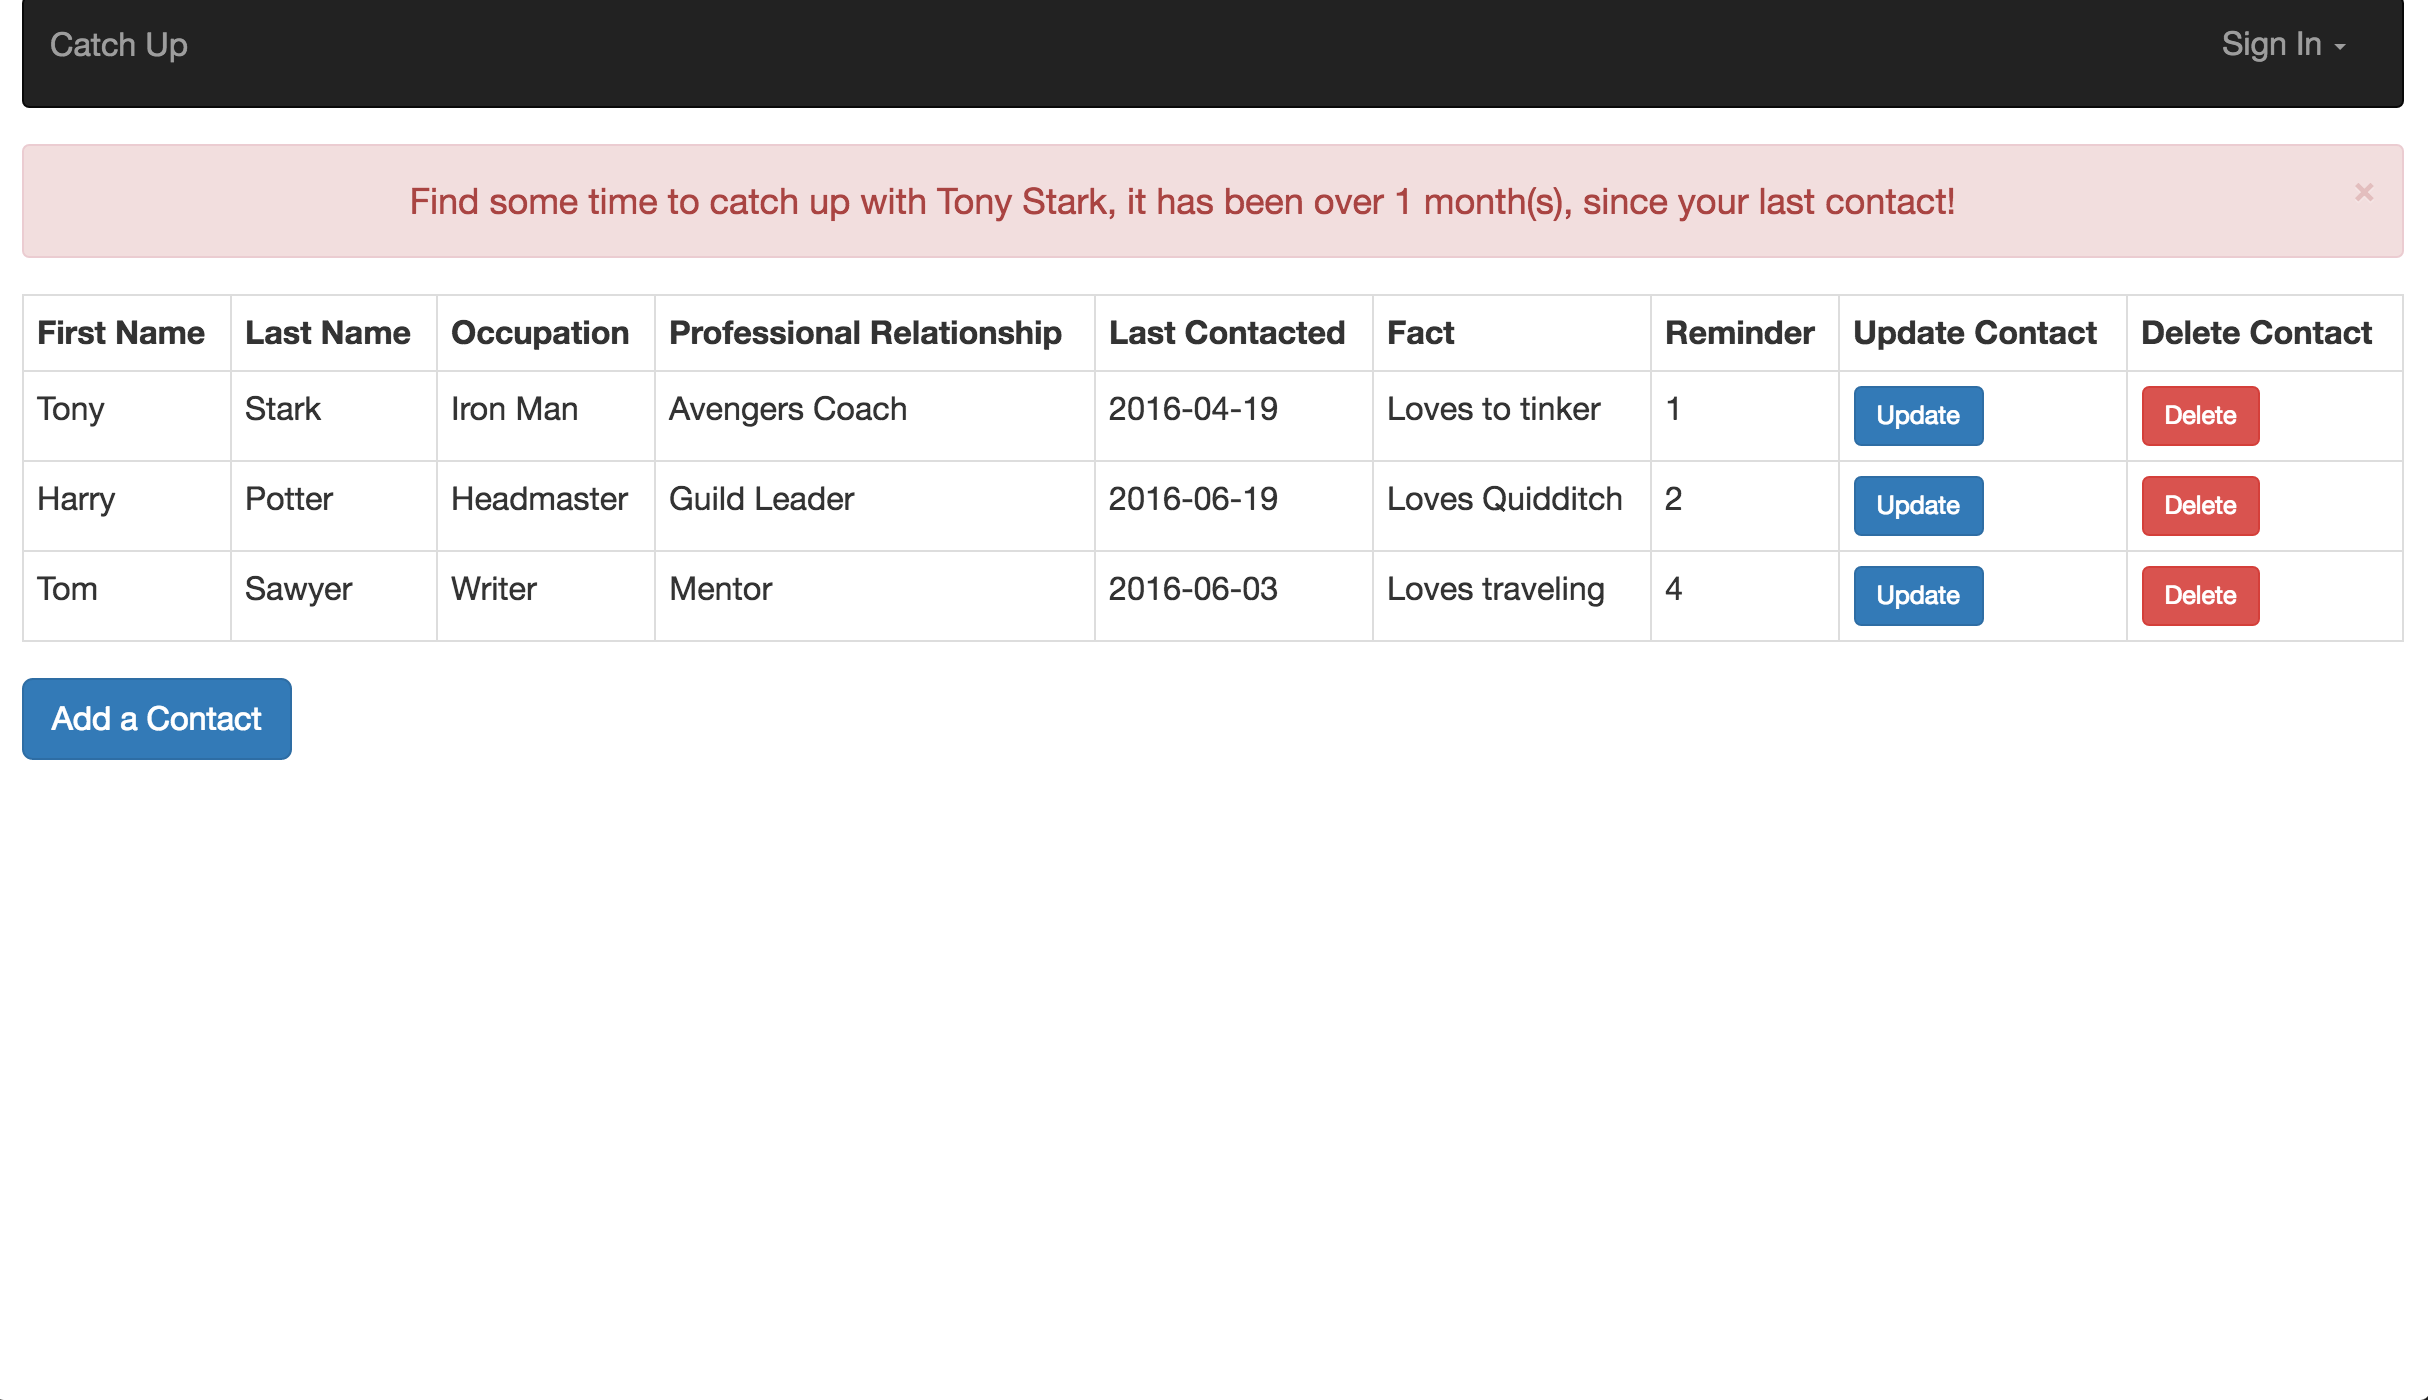 Catch Up Sign In
Find some time to catch up with Tony Stark, it has been over 1 month(s), since your last contact! ×
First Name Last Name Occupation Professional Relationship Last Contacted Fact Reminder Update Contact Delete Contact
Tony Stark Iron Man Avengers Coach 2016-04-19 Loves to tinker 1 Update Delete
Harry Potter Headmaster Guild Leader 2016-06-19 Loves Quidditch 2 Update Delete
Tom Sawyer Writer Mentor 2016-06-03 Loves traveling 4 Update Delete
Add a Contact